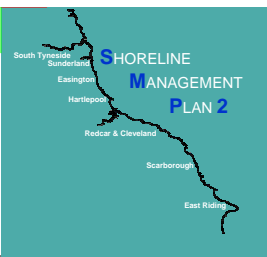 SHORELINE
MANAGEMENT
PLAN 2
South Tyneside
Sunderland
Easington
Hartlepool
Redcar & Cleveland
Scarborough
East Riding